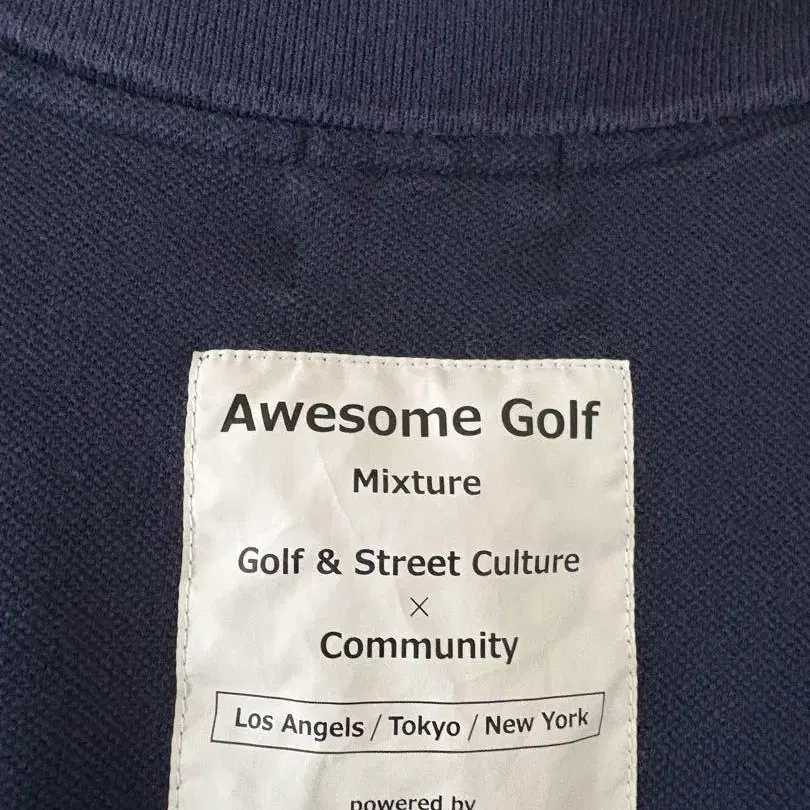 Awesome Golf
Mixture
Golf & Street Culture
×
Community
Los Angels / Tokyo / New York
powered by